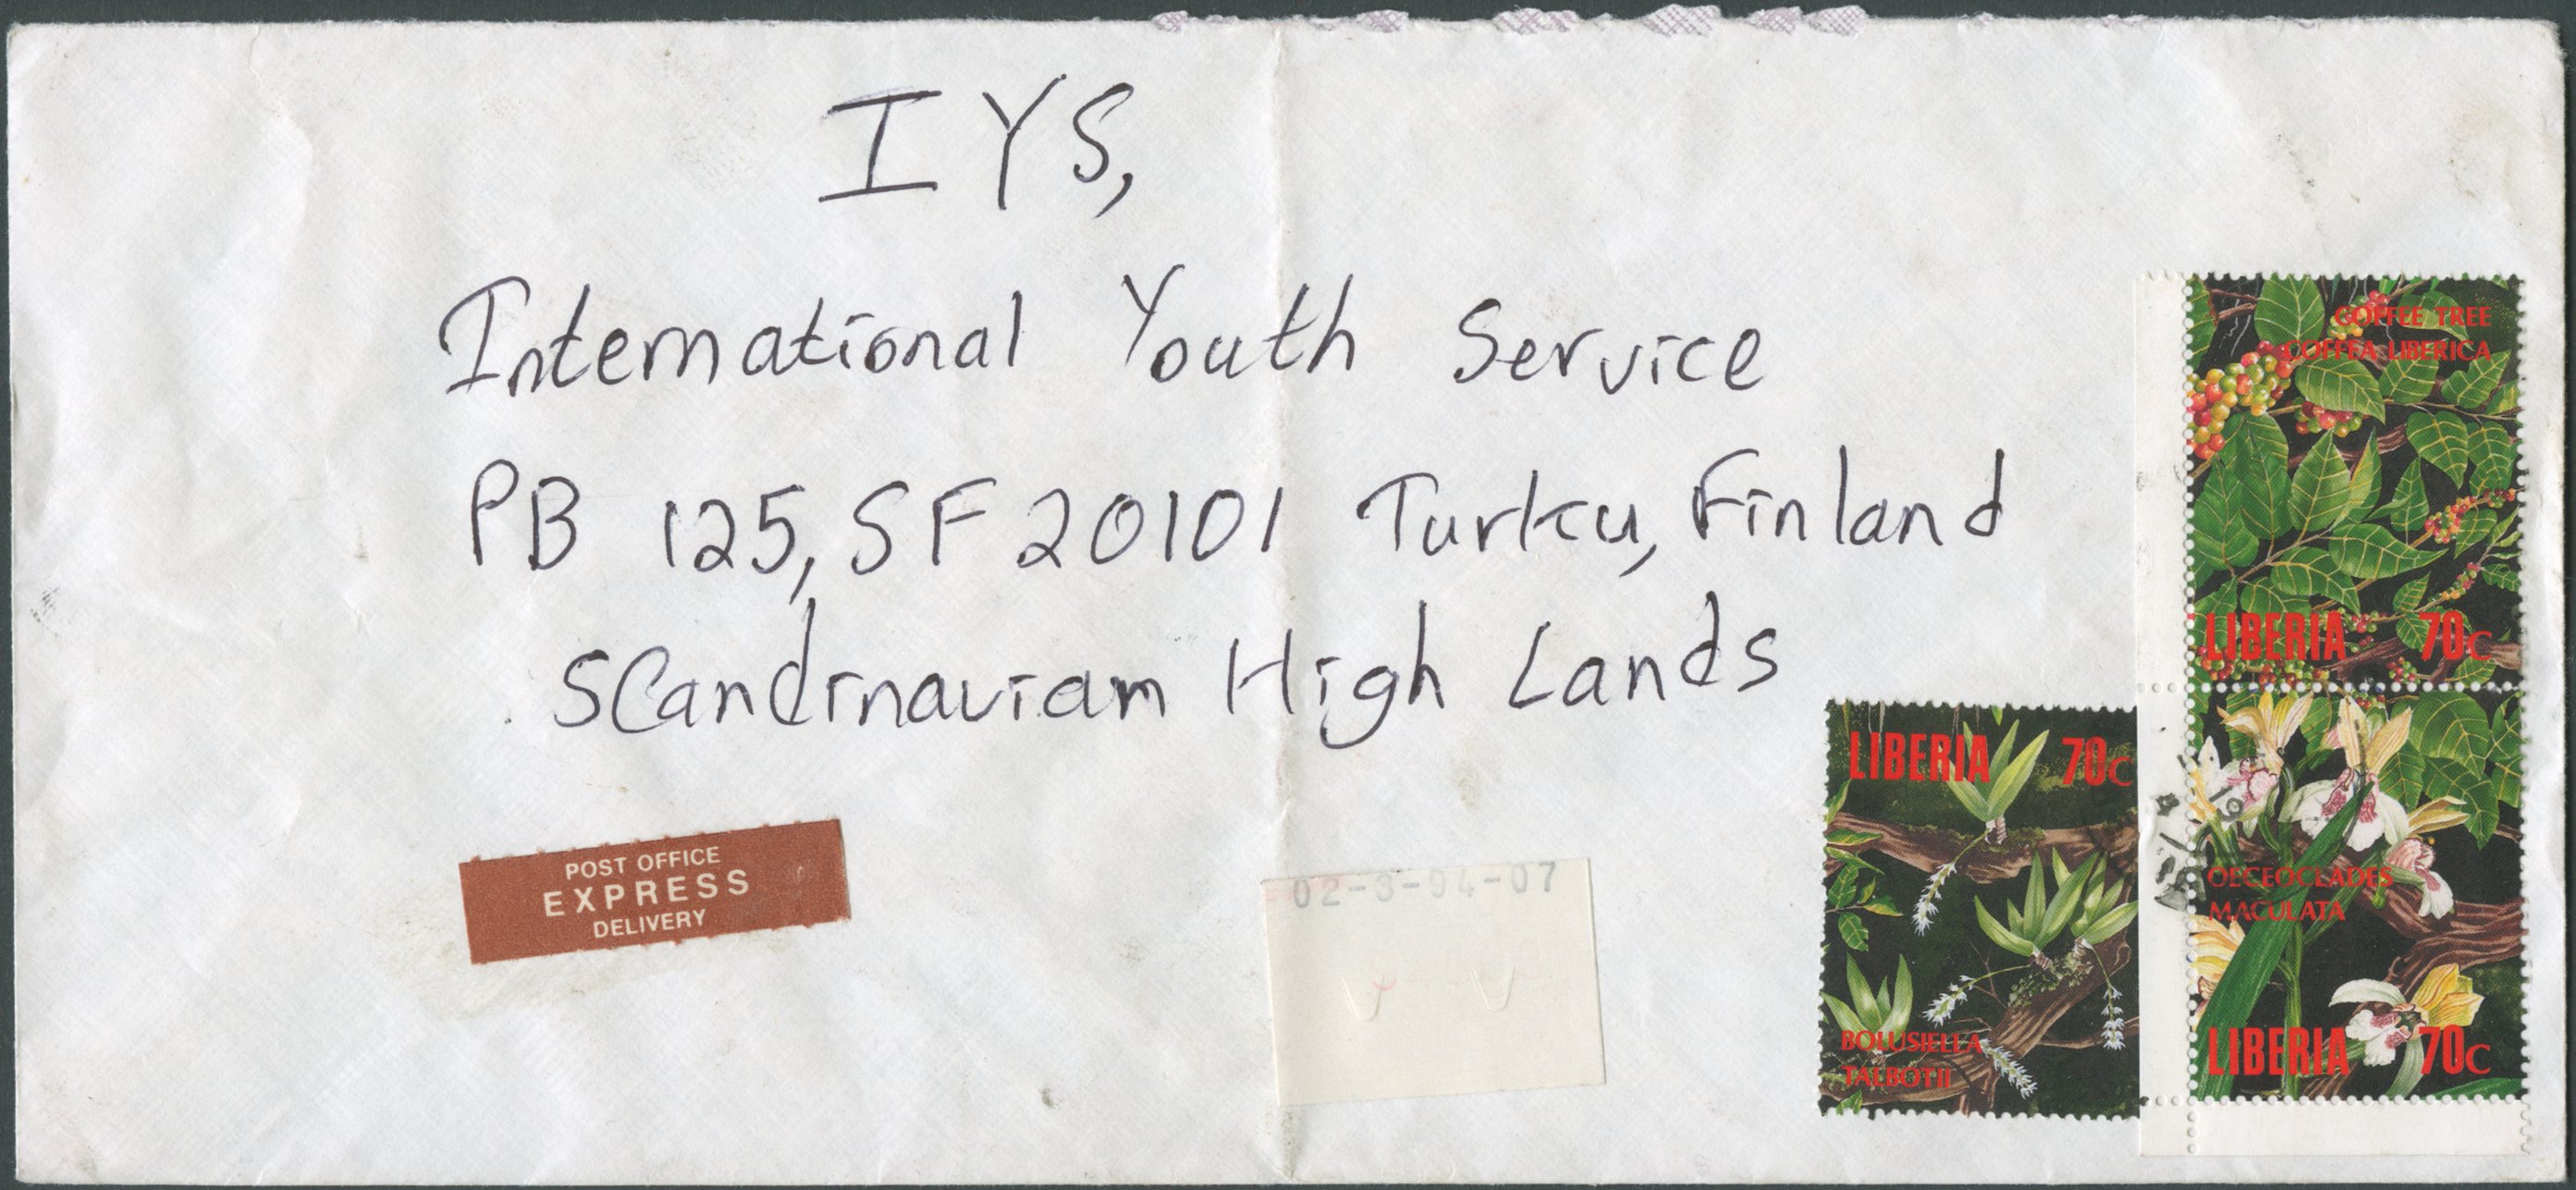 IYS,
International Youth Service
PB 125, SF 20101 Turku, Finland
Scandinavian High Lands
POST OFFICE
EXPRESS
DELIVERY
02-3-94-07
LIBERIA 70c
BOLUSIELLA
TALBOTII
COFFEE TREE
COFFEA LIBERICA
LIBERIA 70c
OECEOCLADES
MACULATA
LIBERIA 70c